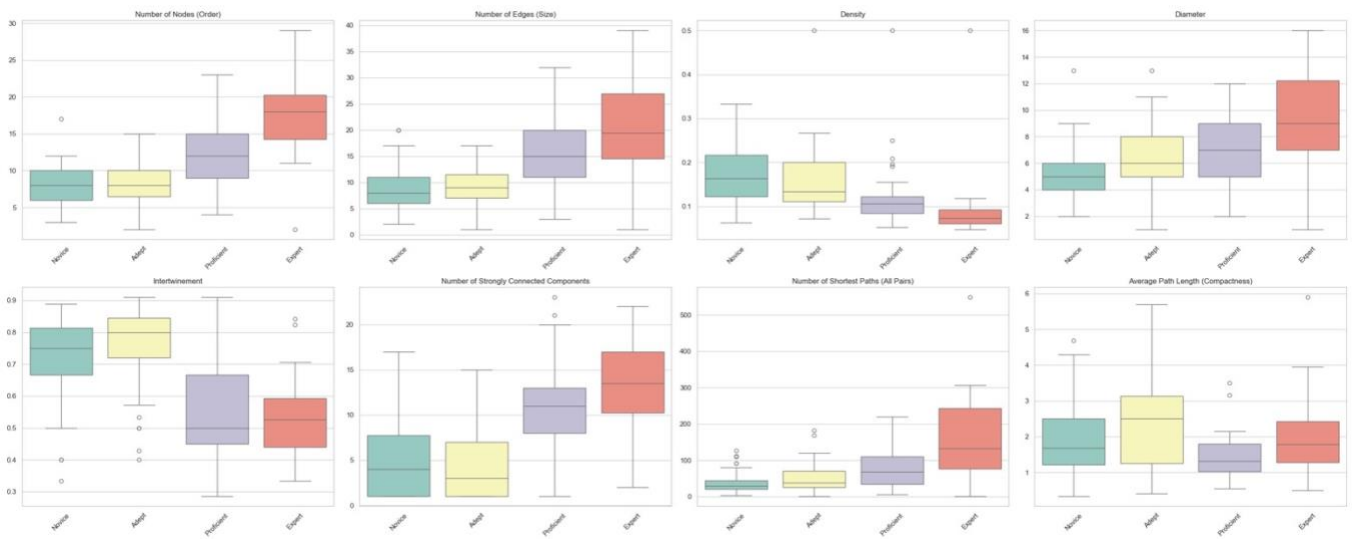 Number of Nodes (Order)
30
25
20
15
10
5
Novice
Adept
Proficient
Expert
Number of Edges (Size)
40
35
30
25
20
15
10
5
0
Novice
Adept
Proficient
Expert
Density
0.5
0.4
0.3
0.2
0.1
Novice
Adept
Proficient
Expert
Diameter
16
14
12
10
8
6
4
2
Novice
Adept
Proficient
Expert
Intertwinement
0.9
0.8
0.7
0.6
0.5
0.4
0.3
Novice
Adept
Proficient
Expert
Number of Strongly Connected Components
20
15
10
5
0
Novice
Adept
Proficient
Expert
Number of Shortest Paths (All Pairs)
500
400
300
200
100
0
Novice
Adept
Proficient
Expert
Average Path Length (Compactness)
6
5
4
3
2
1
Novice
Adept
Proficient
Expert